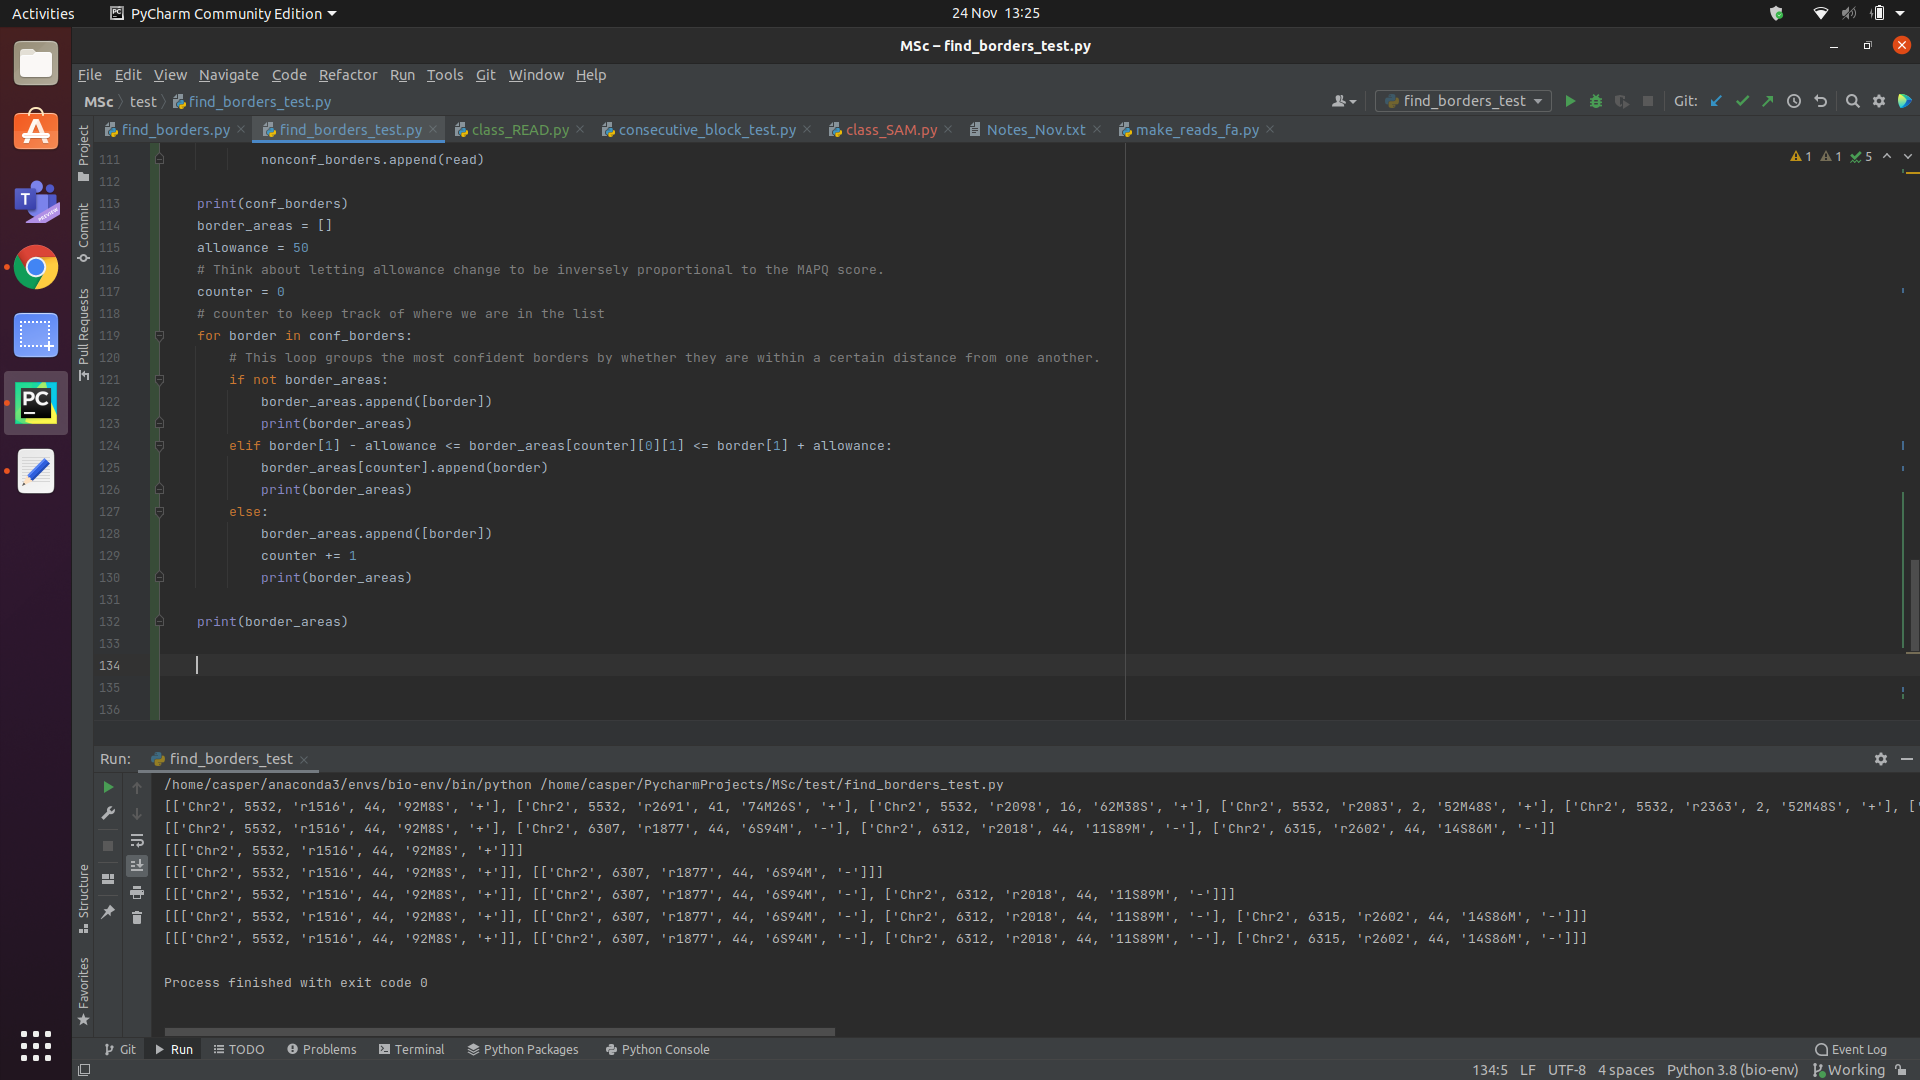 Activities PyCharm Community Edition 24 Nov 13:25
MSc – find_borders_test.py
File Edit View Navigate Code Refactor Run Tools Git Window Help
MSc test find_borders_test.py find_borders_test Git:
find_borders.py find_borders_test.py class_READ.py consecutive_block_test.py class_SAM.py Notes_Nov.txt make_reads_fa.py
Project
Commit
Pull Requests
1 1 5
111 nonconf_borders.append(read)
112
113 print(conf_borders)
114 border_areas = []
115 allowance = 50
116 # Think about letting allowance change to be inversely proportional to the MAPQ score.
117 counter = 0
118 # counter to keep track of where we are in the list
119 for border in conf_borders:
120 # This loop groups the most confident borders by whether they are within a certain distance from one another.
121 if not border_areas:
122 border_areas.append([border])
123 print(border_areas)
124 elif border[1] - allowance <= border_areas[counter][0][1] <= border[1] + allowance:
125 border_areas[counter].append(border)
126 print(border_areas)
127 else:
128 border_areas.append([border])
129 counter += 1
130 print(border_areas)
131
132 print(border_areas)
133
134
135
136
Run: find_borders_test
/home/casper/anaconda3/envs/bio-env/bin/python /home/casper/PycharmProjects/MSc/test/find_borders_test.py
[['Chr2', 5532, 'r1516', 44, '92M8S', '+'], ['Chr2', 5532, 'r2691', 41, '74M26S', '+'], ['Chr2', 5532, 'r2098', 16, '62M38S', '+'], ['Chr2', 5532, 'r2083', 2, '52M48S', '+'], ['Chr2', 5532, 'r2363', 2, '52M48S', '+'], ['
[['Chr2', 5532, 'r1516', 44, '92M8S', '+'], ['Chr2', 6307, 'r1877', 44, '6S94M', '-'], ['Chr2', 6312, 'r2018', 44, '11S89M', '-'], ['Chr2', 6315, 'r2602', 44, '14S86M', '-']]
[[['Chr2', 5532, 'r1516', 44, '92M8S', '+']]]
[[['Chr2', 5532, 'r1516', 44, '92M8S', '+']], [['Chr2', 6307, 'r1877', 44, '6S94M', '-']]]
[[['Chr2', 5532, 'r1516', 44, '92M8S', '+']], [['Chr2', 6307, 'r1877', 44, '6S94M', '-'], ['Chr2', 6312, 'r2018', 44, '11S89M', '-']]]
[[['Chr2', 5532, 'r1516', 44, '92M8S', '+']], [['Chr2', 6307, 'r1877', 44, '6S94M', '-'], ['Chr2', 6312, 'r2018', 44, '11S89M', '-'], ['Chr2', 6315, 'r2602', 44, '14S86M', '-']]]
[[['Chr2', 5532, 'r1516', 44, '92M8S', '+']], [['Chr2', 6307, 'r1877', 44, '6S94M', '-'], ['Chr2', 6312, 'r2018', 44, '11S89M', '-'], ['Chr2', 6315, 'r2602', 44, '14S86M', '-']]]
Process finished with exit code 0
Structure
Favorites
Git Run TODO Problems Terminal Python Packages Python Console Event Log
134:5 LF UTF-8 4 spaces Python 3.8 (bio-env) Working